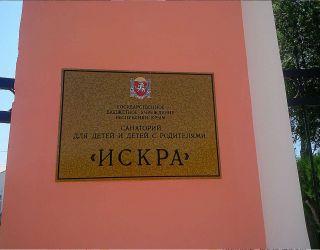 ГОСУДАРСТВЕННОЕ
БЮДЖЕТНОЕ УЧРЕЖДЕНИЕ
РЕСПУБЛИКИ КРЫМ
САНАТОРИЙ
ДЛЯ ДЕТЕЙ И ДЕТЕЙ С РОДИТЕЛЯМИ
«ИСКРА»